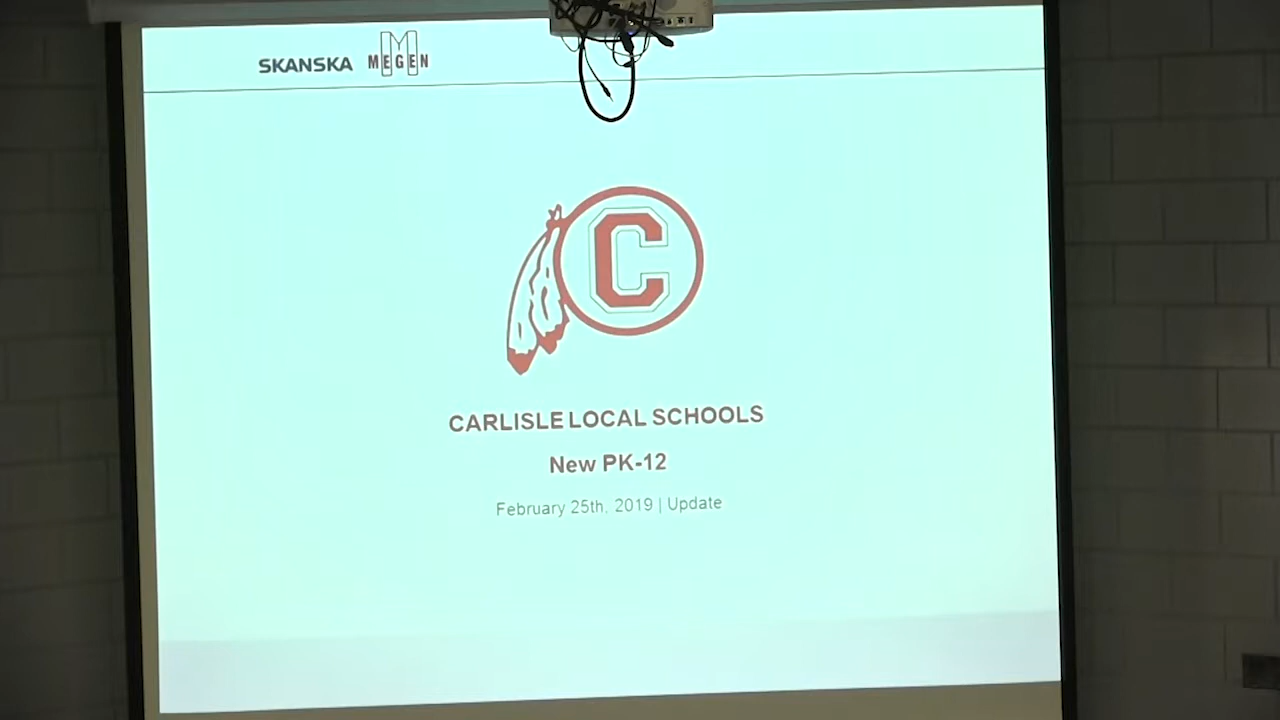 SKANSKA MEGEN
C
CARLISLE LOCAL SCHOOLS
New PK-12
February 25th, 2019 | Update